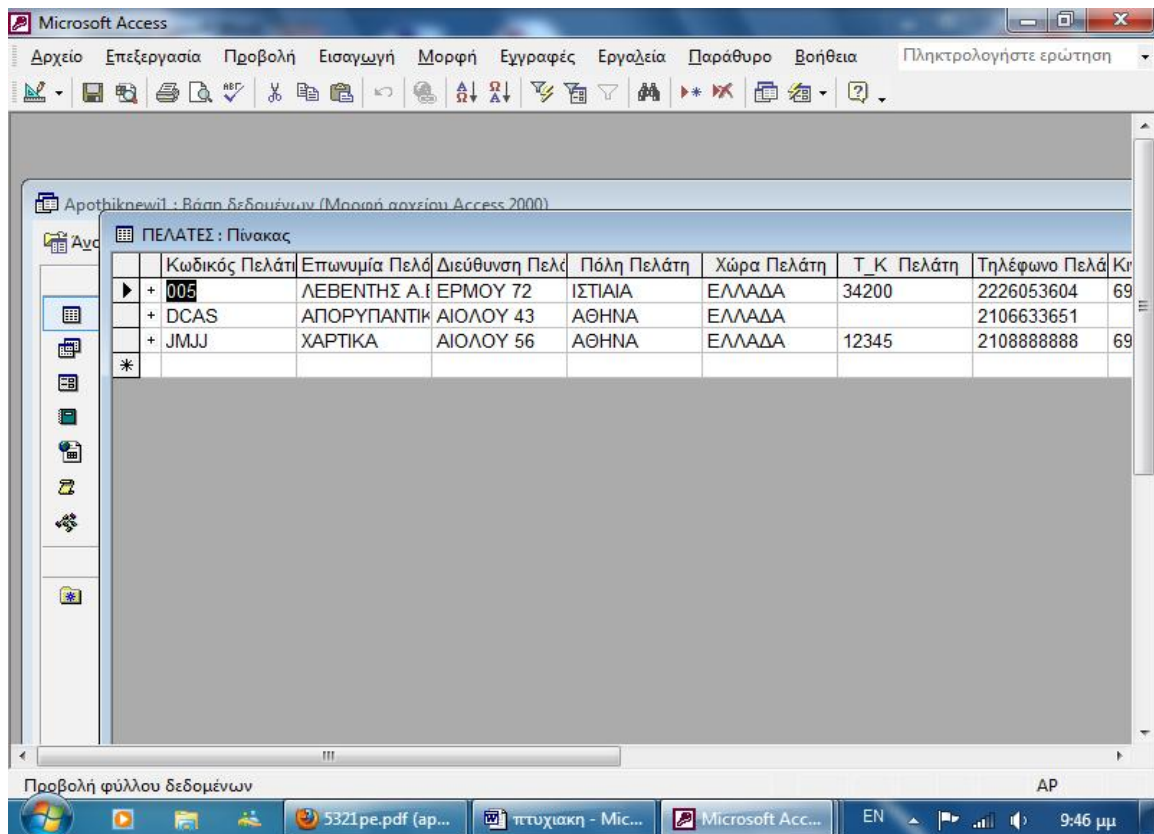 Microsoft Access
Αρχείο Επεξεργασία Προβολή Εισαγωγή Μορφή Εγγραφές Εργαλεία Παράθυρο Βοήθεια Πληκτρολογήστε ερώτηση
Apothiknewi1 : Βάση δεδομένων (Μορφή αρχείου Access 2000)
ΠΕΛΑΤΕΣ : Πίνακας
Κωδικός Πελάτ Επωνυμία Πελά Διεύθυνση Πελά Πόλη Πελάτη Χώρα Πελάτη Τ_Κ Πελάτη Τηλέφωνο Πελά Κιν
005 ΛΕΒΕΝΤΗΣ Α.Ε ΕΡΜΟΥ 72 ΙΣΤΙΑΙΑ ΕΛΛΑΔΑ 34200 2226053604 69
DCAS ΑΠΟΡΥΠΑΝΤΙΚ ΑΙΟΛΟΥ 43 ΑΘΗΝΑ ΕΛΛΑΔΑ 2106633651
JMJJ ΧΑΡΤΙΚΑ ΑΙΟΛΟΥ 56 ΑΘΗΝΑ ΕΛΛΑΔΑ 12345 2108888888 69
Προβολή φύλλου δεδομένων AP
5321pe.pdf (ap... πτυχιακη - Mic... Microsoft Acc... EN 9:46 μμ